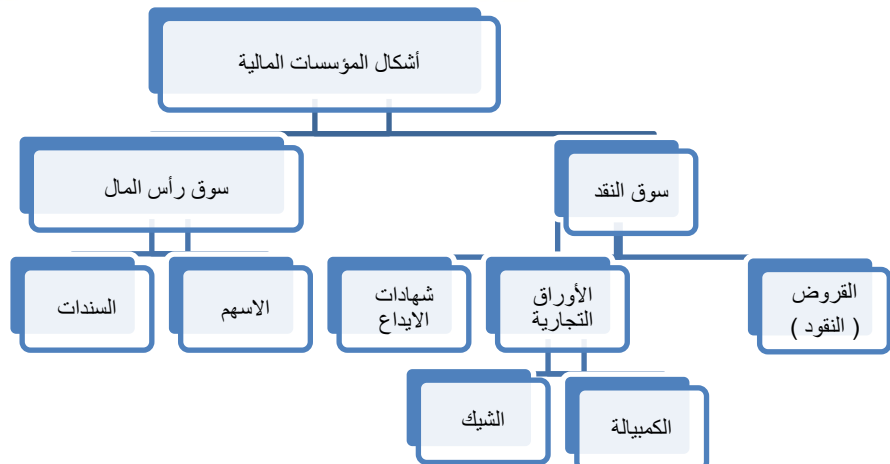 أشكال المؤسسات المالية
سوق النقد
سوق رأس المال
القروض
( النقود )
الأوراق
التجارية
شهادات
الايداع
الاسهم
السندات
الكمبيالة
الشيك